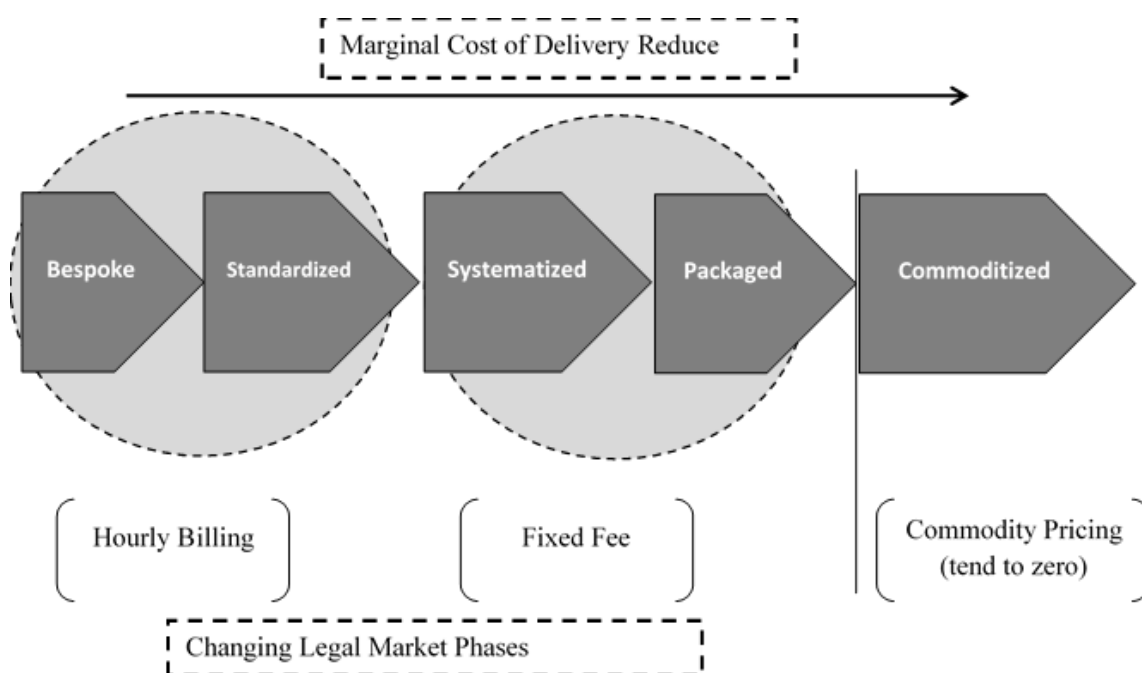 Marginal Cost of Delivery Reduce
Bespoke
Standardized
Systematized
Packaged
Commoditized
Hourly Billing
Fixed Fee
Commodity Pricing
(tend to zero)
Changing Legal Market Phases